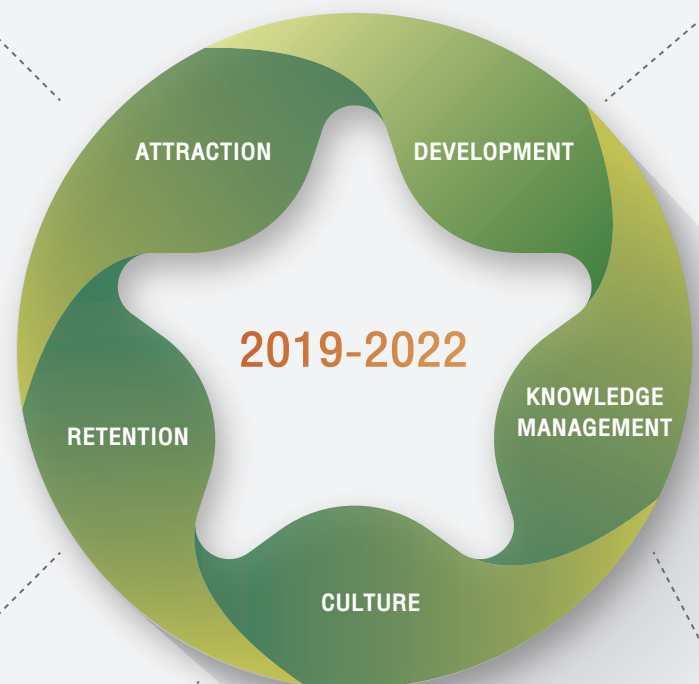 ATTRACTION
DEVELOPMENT
2019-2022
KNOWLEDGE
MANAGEMENT
RETENTION
CULTURE